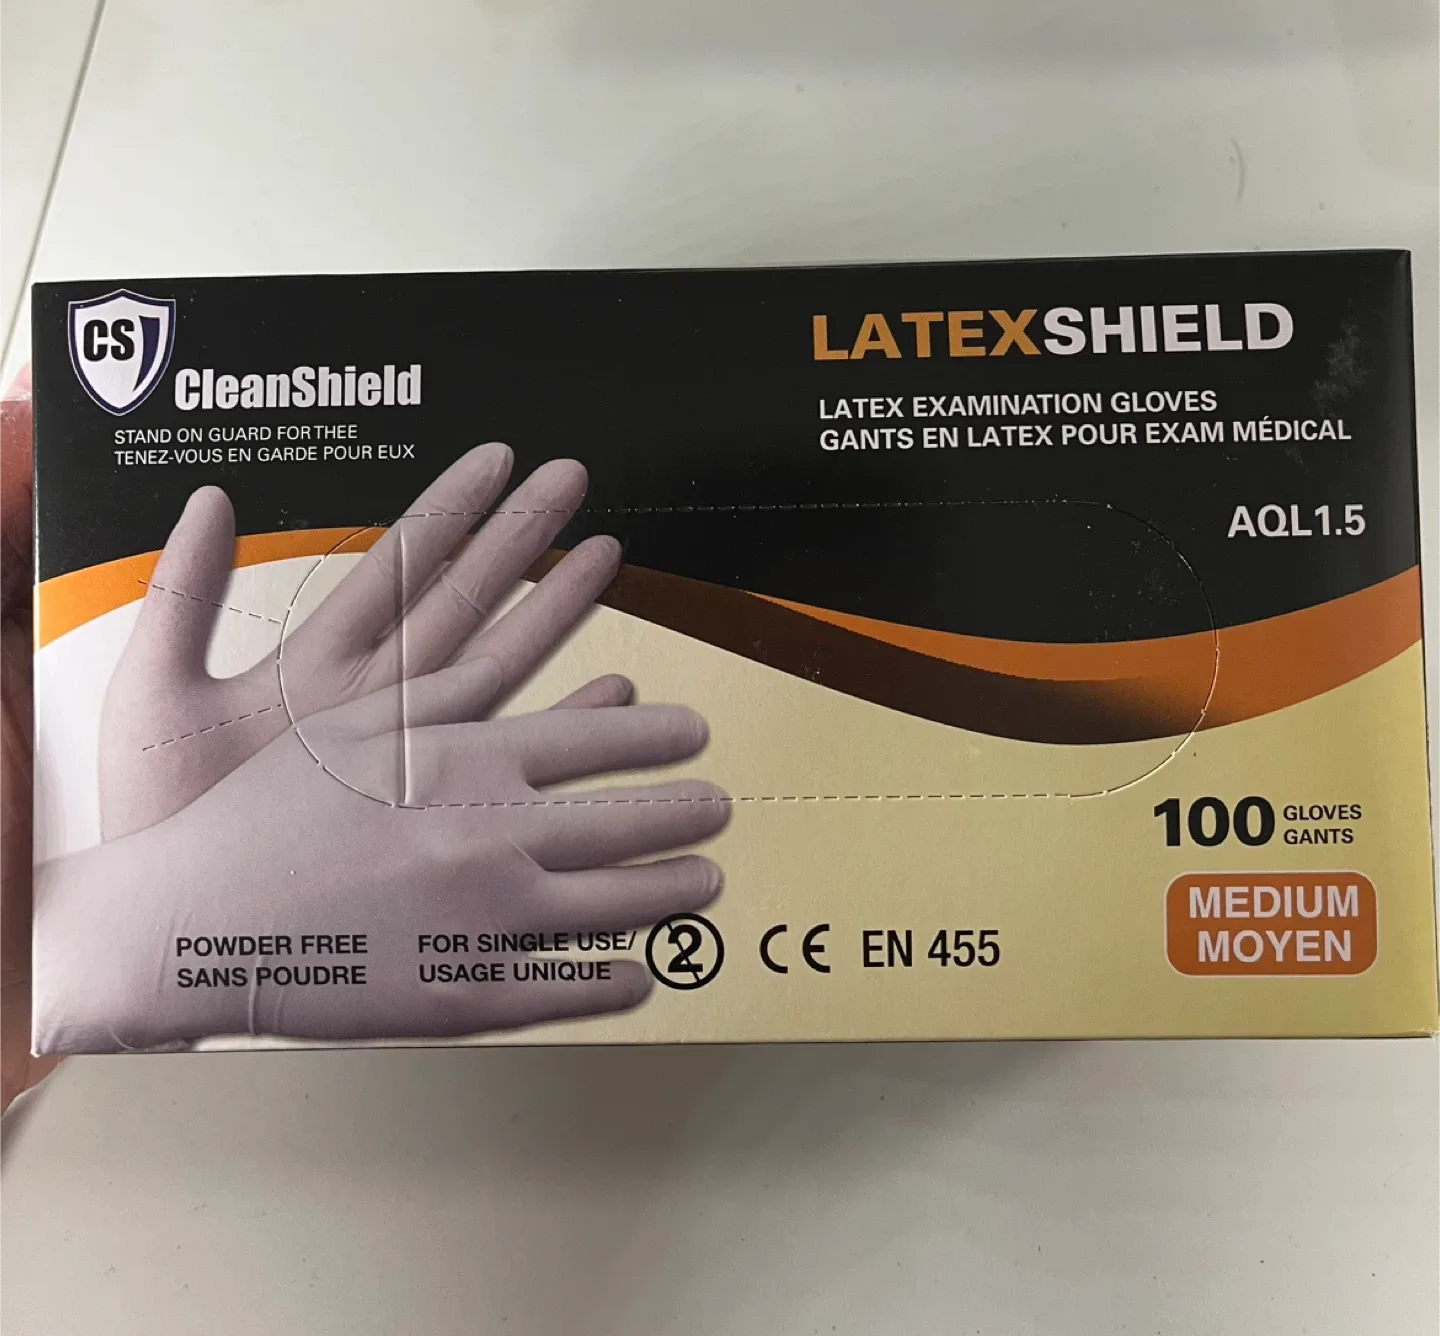 CS
CleanShield
STAND ON GUARD FOR THEE
TENEZ-VOUS EN GARDE POUR EUX
LATEXSHIELD
LATEX EXAMINATION GLOVES
GANTS EN LATEX POUR EXAM MÉDICAL
AQL1.5
100 GLOVES
GANTS
MEDIUM
MOYEN
POWDER FREE
SANS POUDRE
FOR SINGLE USE/
USAGE UNIQUE
2
CE EN 455